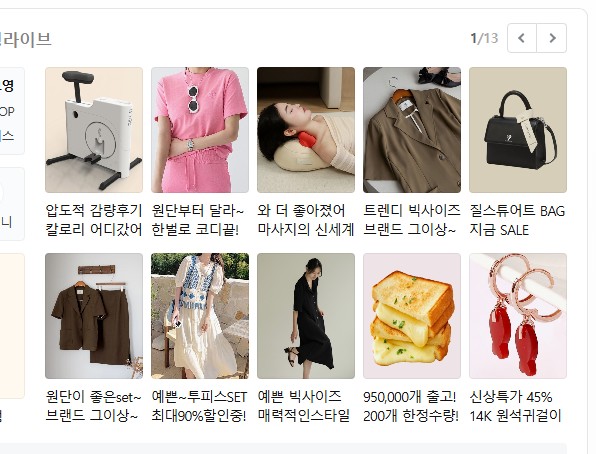 라이브
1/13
영
OP
스
니
압도적 감량후기
칼로리 어디갔어
원단부터 달라~
한벌로 코디끝!
와 더 좋아졌어
마사지의 신세계
트렌디 빅사이즈
브랜드 그이상~
질스튜어트 BAG
지금 SALE
원단이 좋은set~
브랜드 그이상~
예쁜~투피스SET
최대90%할인중!
예쁜 빅사이즈
매력적인스타일
950,000개 출고!
200개 한정수량!
신상특가 45%
14K 원석귀걸이